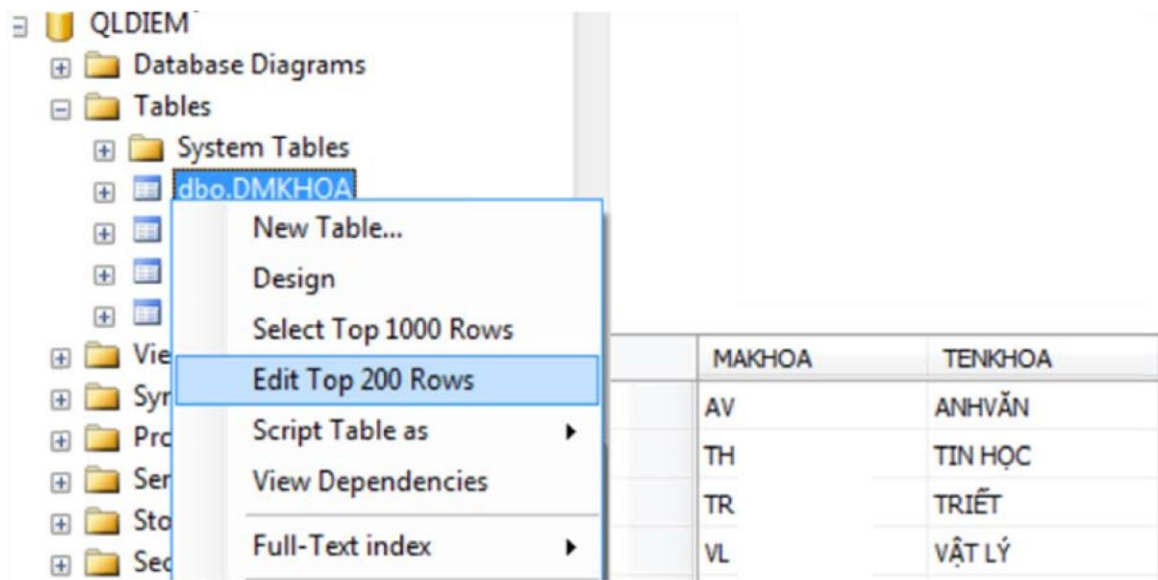 QLDIEM
Database Diagrams
Tables
System Tables
dbo.DMKHOA
New Table...
Design
Select Top 1000 Rows
Edit Top 200 Rows
Script Table as
View Dependencies
Full-Text index
Vie
Syr
Pro
Ser
Sto
Sec
MAKHOA TENKHOA
AV ANHVĂN
TH TIN HỌC
TR TRIẾT
VL VẬT LÝ